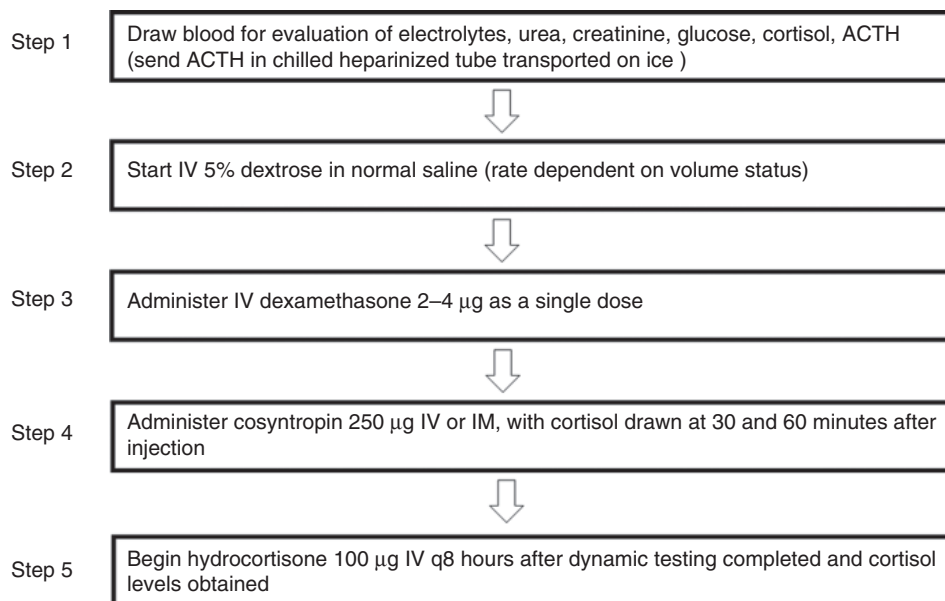 Step 1
Draw blood for evaluation of electrolytes, urea, creatinine, glucose, cortisol, ACTH
(send ACTH in chilled heparinized tube transported on ice )
Step 2
Start IV 5% dextrose in normal saline (rate dependent on volume status)
Step 3
Administer IV dexamethasone 2–4 μg as a single dose
Step 4
Administer cosyntropin 250 μg IV or IM, with cortisol drawn at 30 and 60 minutes after
injection
Step 5
Begin hydrocortisone 100 μg IV q8 hours after dynamic testing completed and cortisol
levels obtained